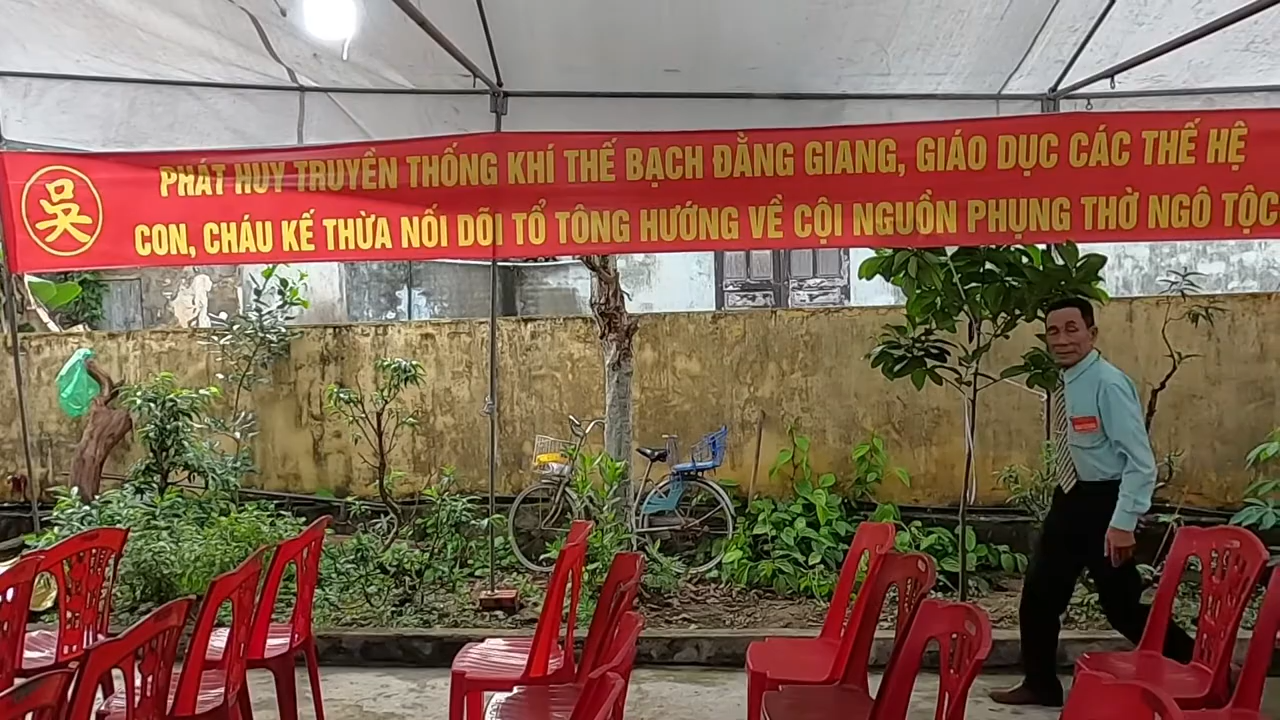 吳
PHÁT HUY TRUYỀN THỐNG KHÍ THẾ BẠCH ĐẰNG GIANG, GIÁO DỤC CÁC THẾ HỆ
CON, CHÁU KẾ THỪA NỐI DÕI TỔ TÔNG HƯỚNG VỀ CỘI NGUỒN PHỤNG THỜ NGÔ TỘC